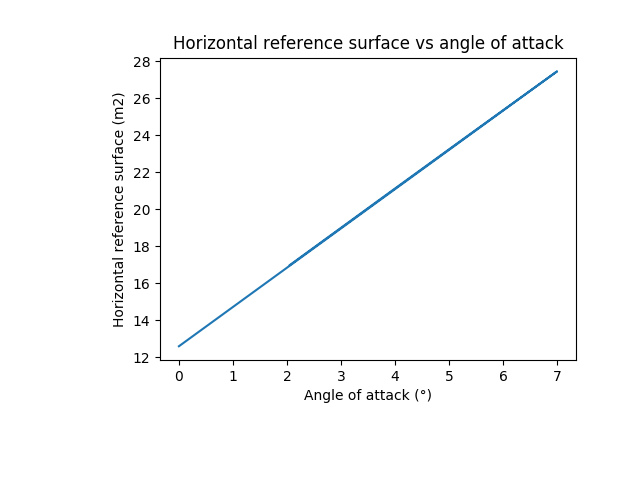 Horizontal reference surface vs angle of attack
Horizontal reference surface (m2)
28
26
24
22
20
18
16
14
12
0 1 2 3 4 5 6 7
Angle of attack (°)